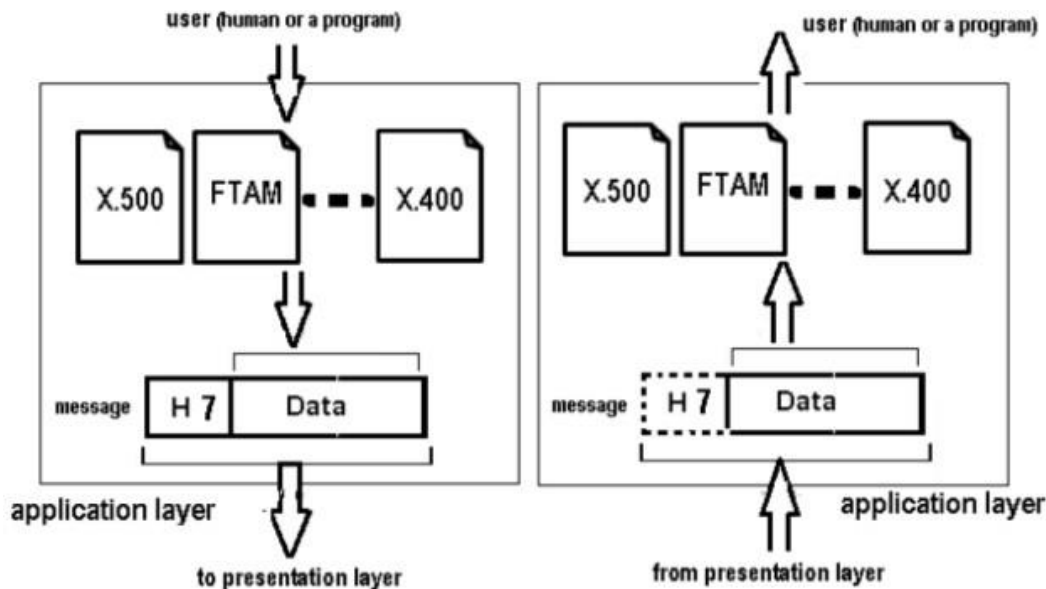 user (human or a program)
X.500
FTAM
X.400
message
H 7
Data
application layer
to presentation layer
user (human or a program)
X.500
FTAM
X.400
message
H 7
Data
application layer
from presentation layer